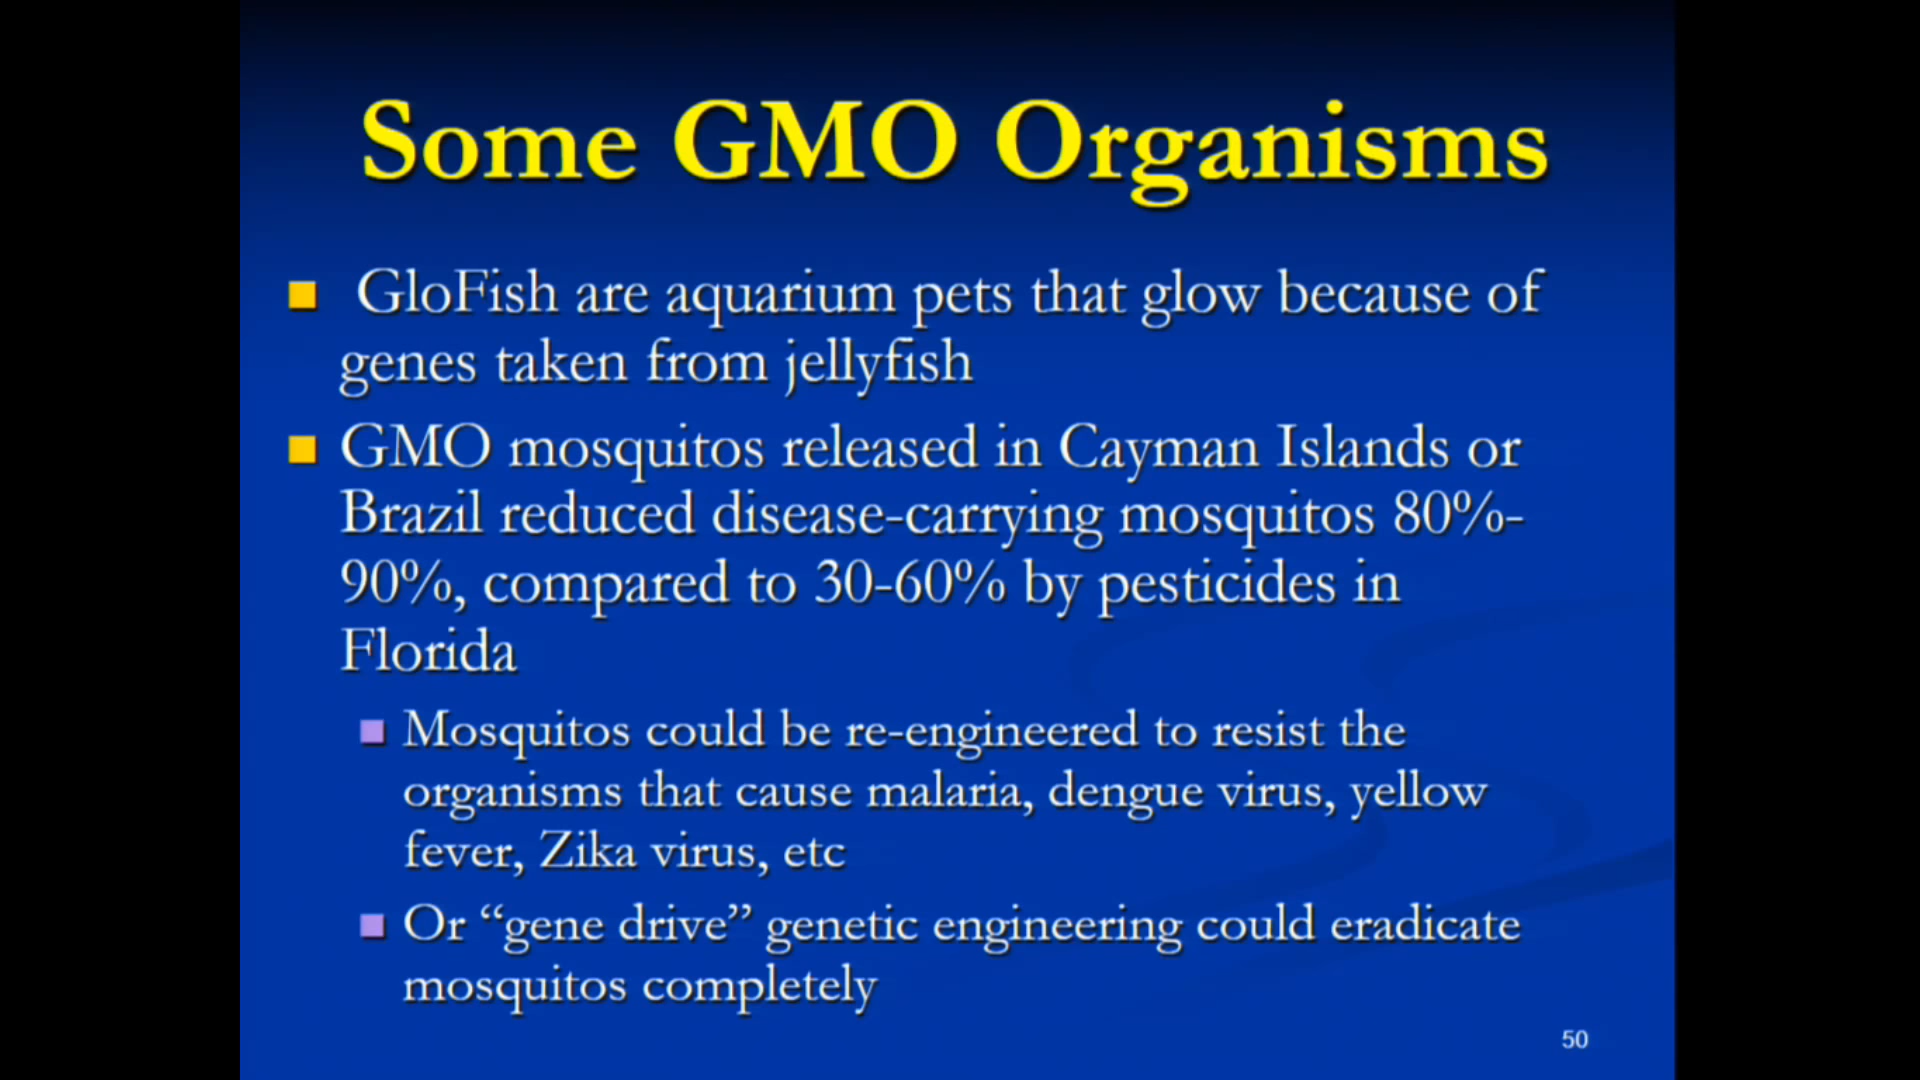 Some GMO Organisms
GloFish are aquarium pets that glow because of
genes taken from jellyfish
GMO mosquitos released in Cayman Islands or
Brazil reduced disease-carrying mosquitos 80%-
90%, compared to 30-60% by pesticides in
Florida
Mosquitos could be re-engineered to resist the
organisms that cause malaria, dengue virus, yellow
fever, Zika virus, etc
Or “gene drive” genetic engineering could eradicate
mosquitos completely
50